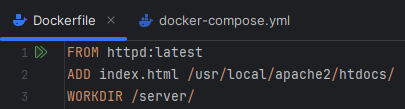 Dockerfile docker-compose.yml
1 FROM httpd:latest
2 ADD index.html /usr/local/apache2/htdocs/
3 WORKDIR /server/